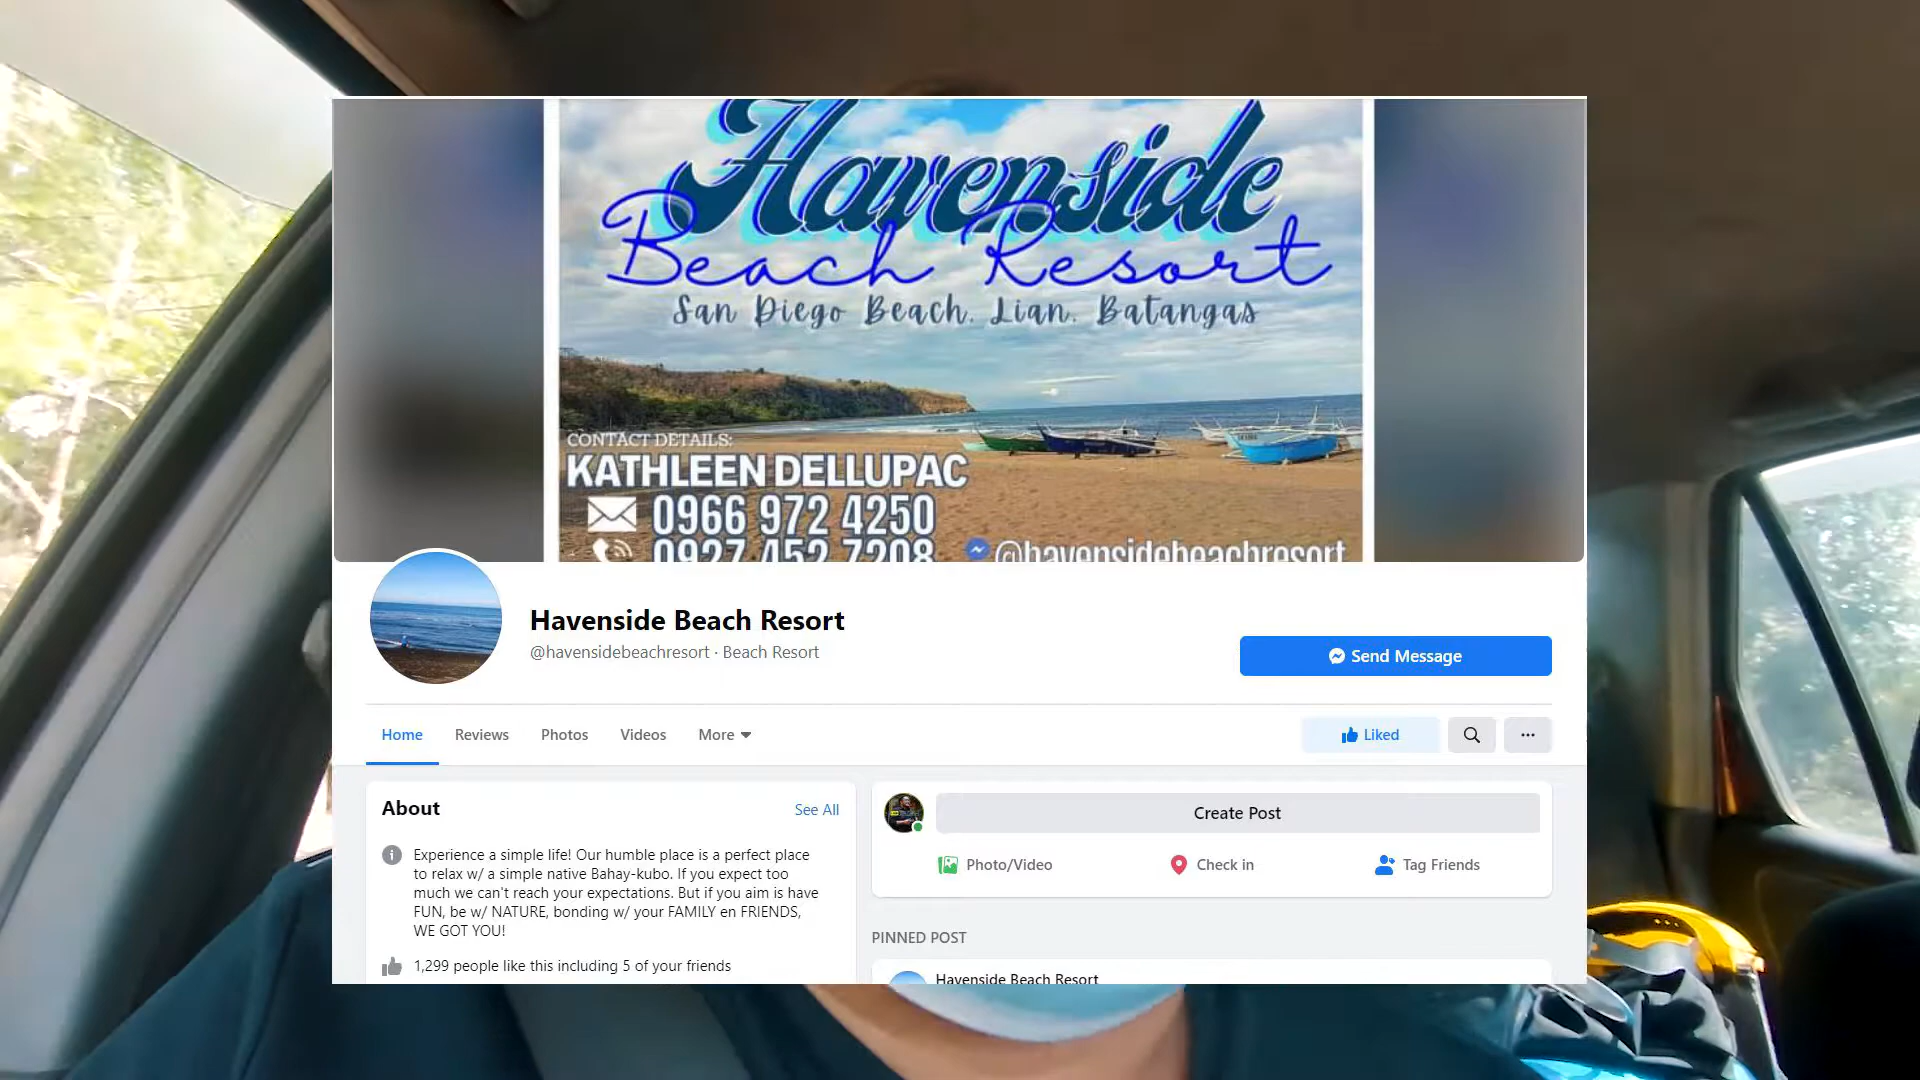 Havenside
Beach Resort
San Diego Beach. Lian. Batangas
CONTACT DETAILS:
KATHLEEN DELLUPAC
0966 972 4250
0927 452 7208
@havensidebeachresort
Havenside Beach Resort
@havensidebeachresort · Beach Resort
Send Message
Home
Reviews
Photos
Videos
More
Liked
About
See All
Create Post
Experience a simple life! Our humble place is a perfect place
to relax w/ a simple native Bahay-kubo. If you expect too
much we can't reach your expectations. But if you aim is have
FUN, be w/ NATURE, bonding w/ your FAMILY en FRIENDS,
WE GOT YOU!
1,299 people like this including 5 of your friends
Photo/Video
Check in
Tag Friends
PINNED POST
Havenside Beach Resort